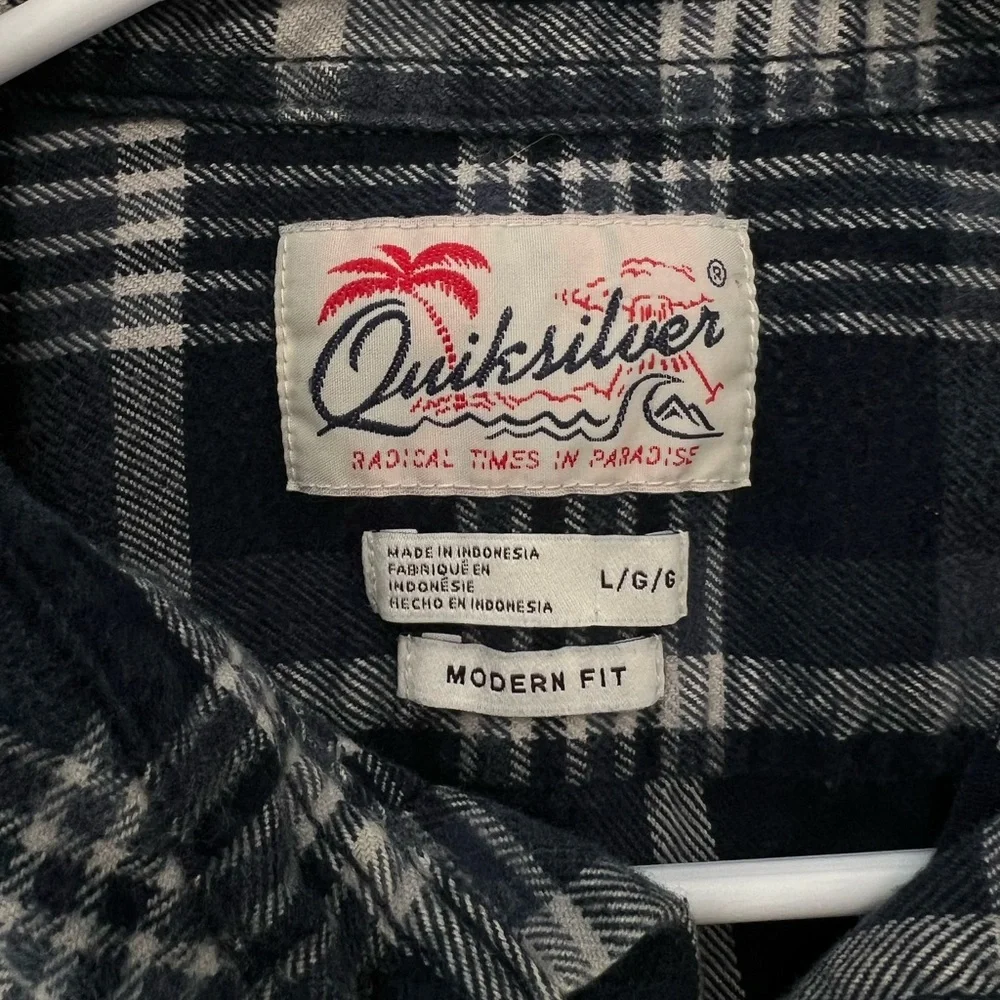 Quiksilver ®
RADICAL TIMES IN PARADISE
MADE IN INDONESIA
FABRIQUÉ EN
INDONÉSIE
HECHO EN INDONESIA
L/G/G
MODERN FIT